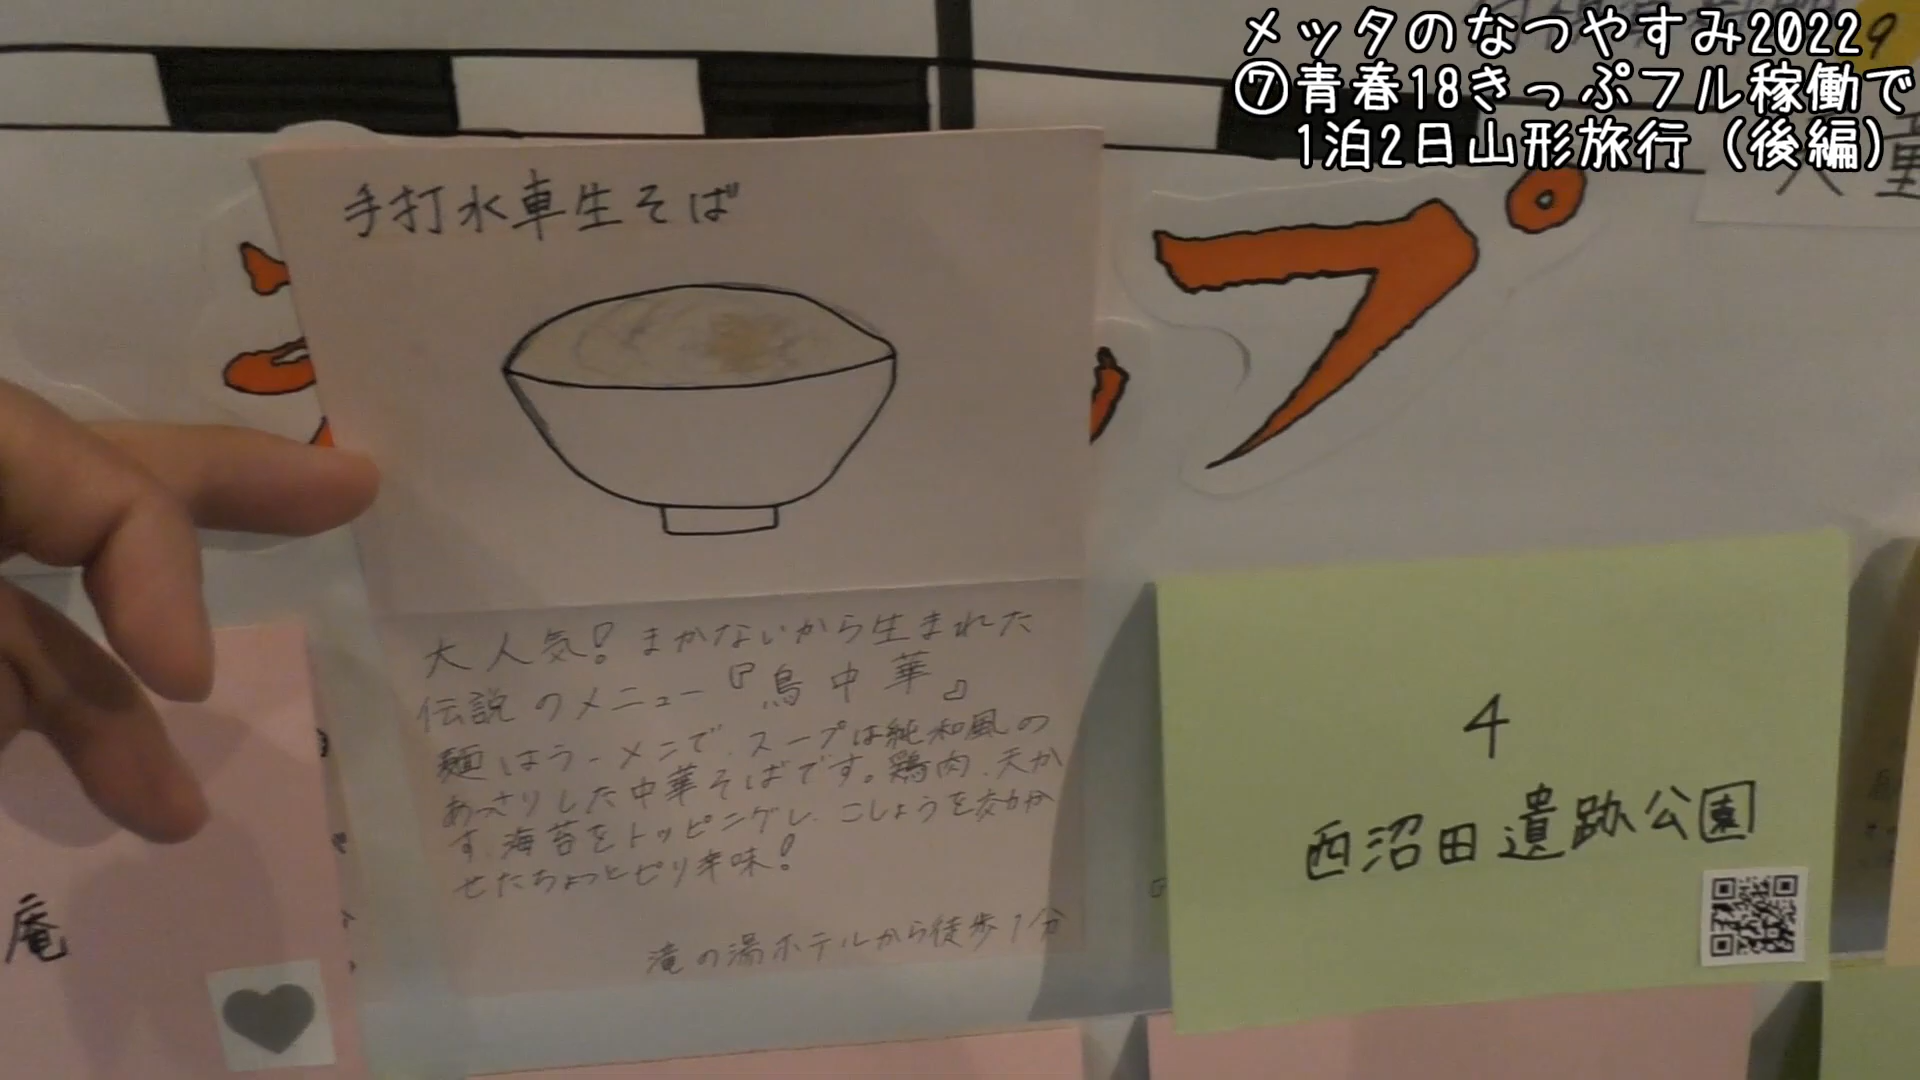 メッタのなつやすみ2022
⑦青春18きっぷフル稼働で
1泊2日山形旅行（後編）
9
手打水車生そば
プ
大人気！まかないから生まれた
伝説のメニュー『鳥中華』
麺はラーメンで、スープは純和風の
あっさりした中華そばです。鶏肉、天か
す、海苔をトッピングし、こしょうを効か
せたちょっとピリ辛味！
滝の湯ホテルから徒歩1分
4
西沼田遺跡公園
庵